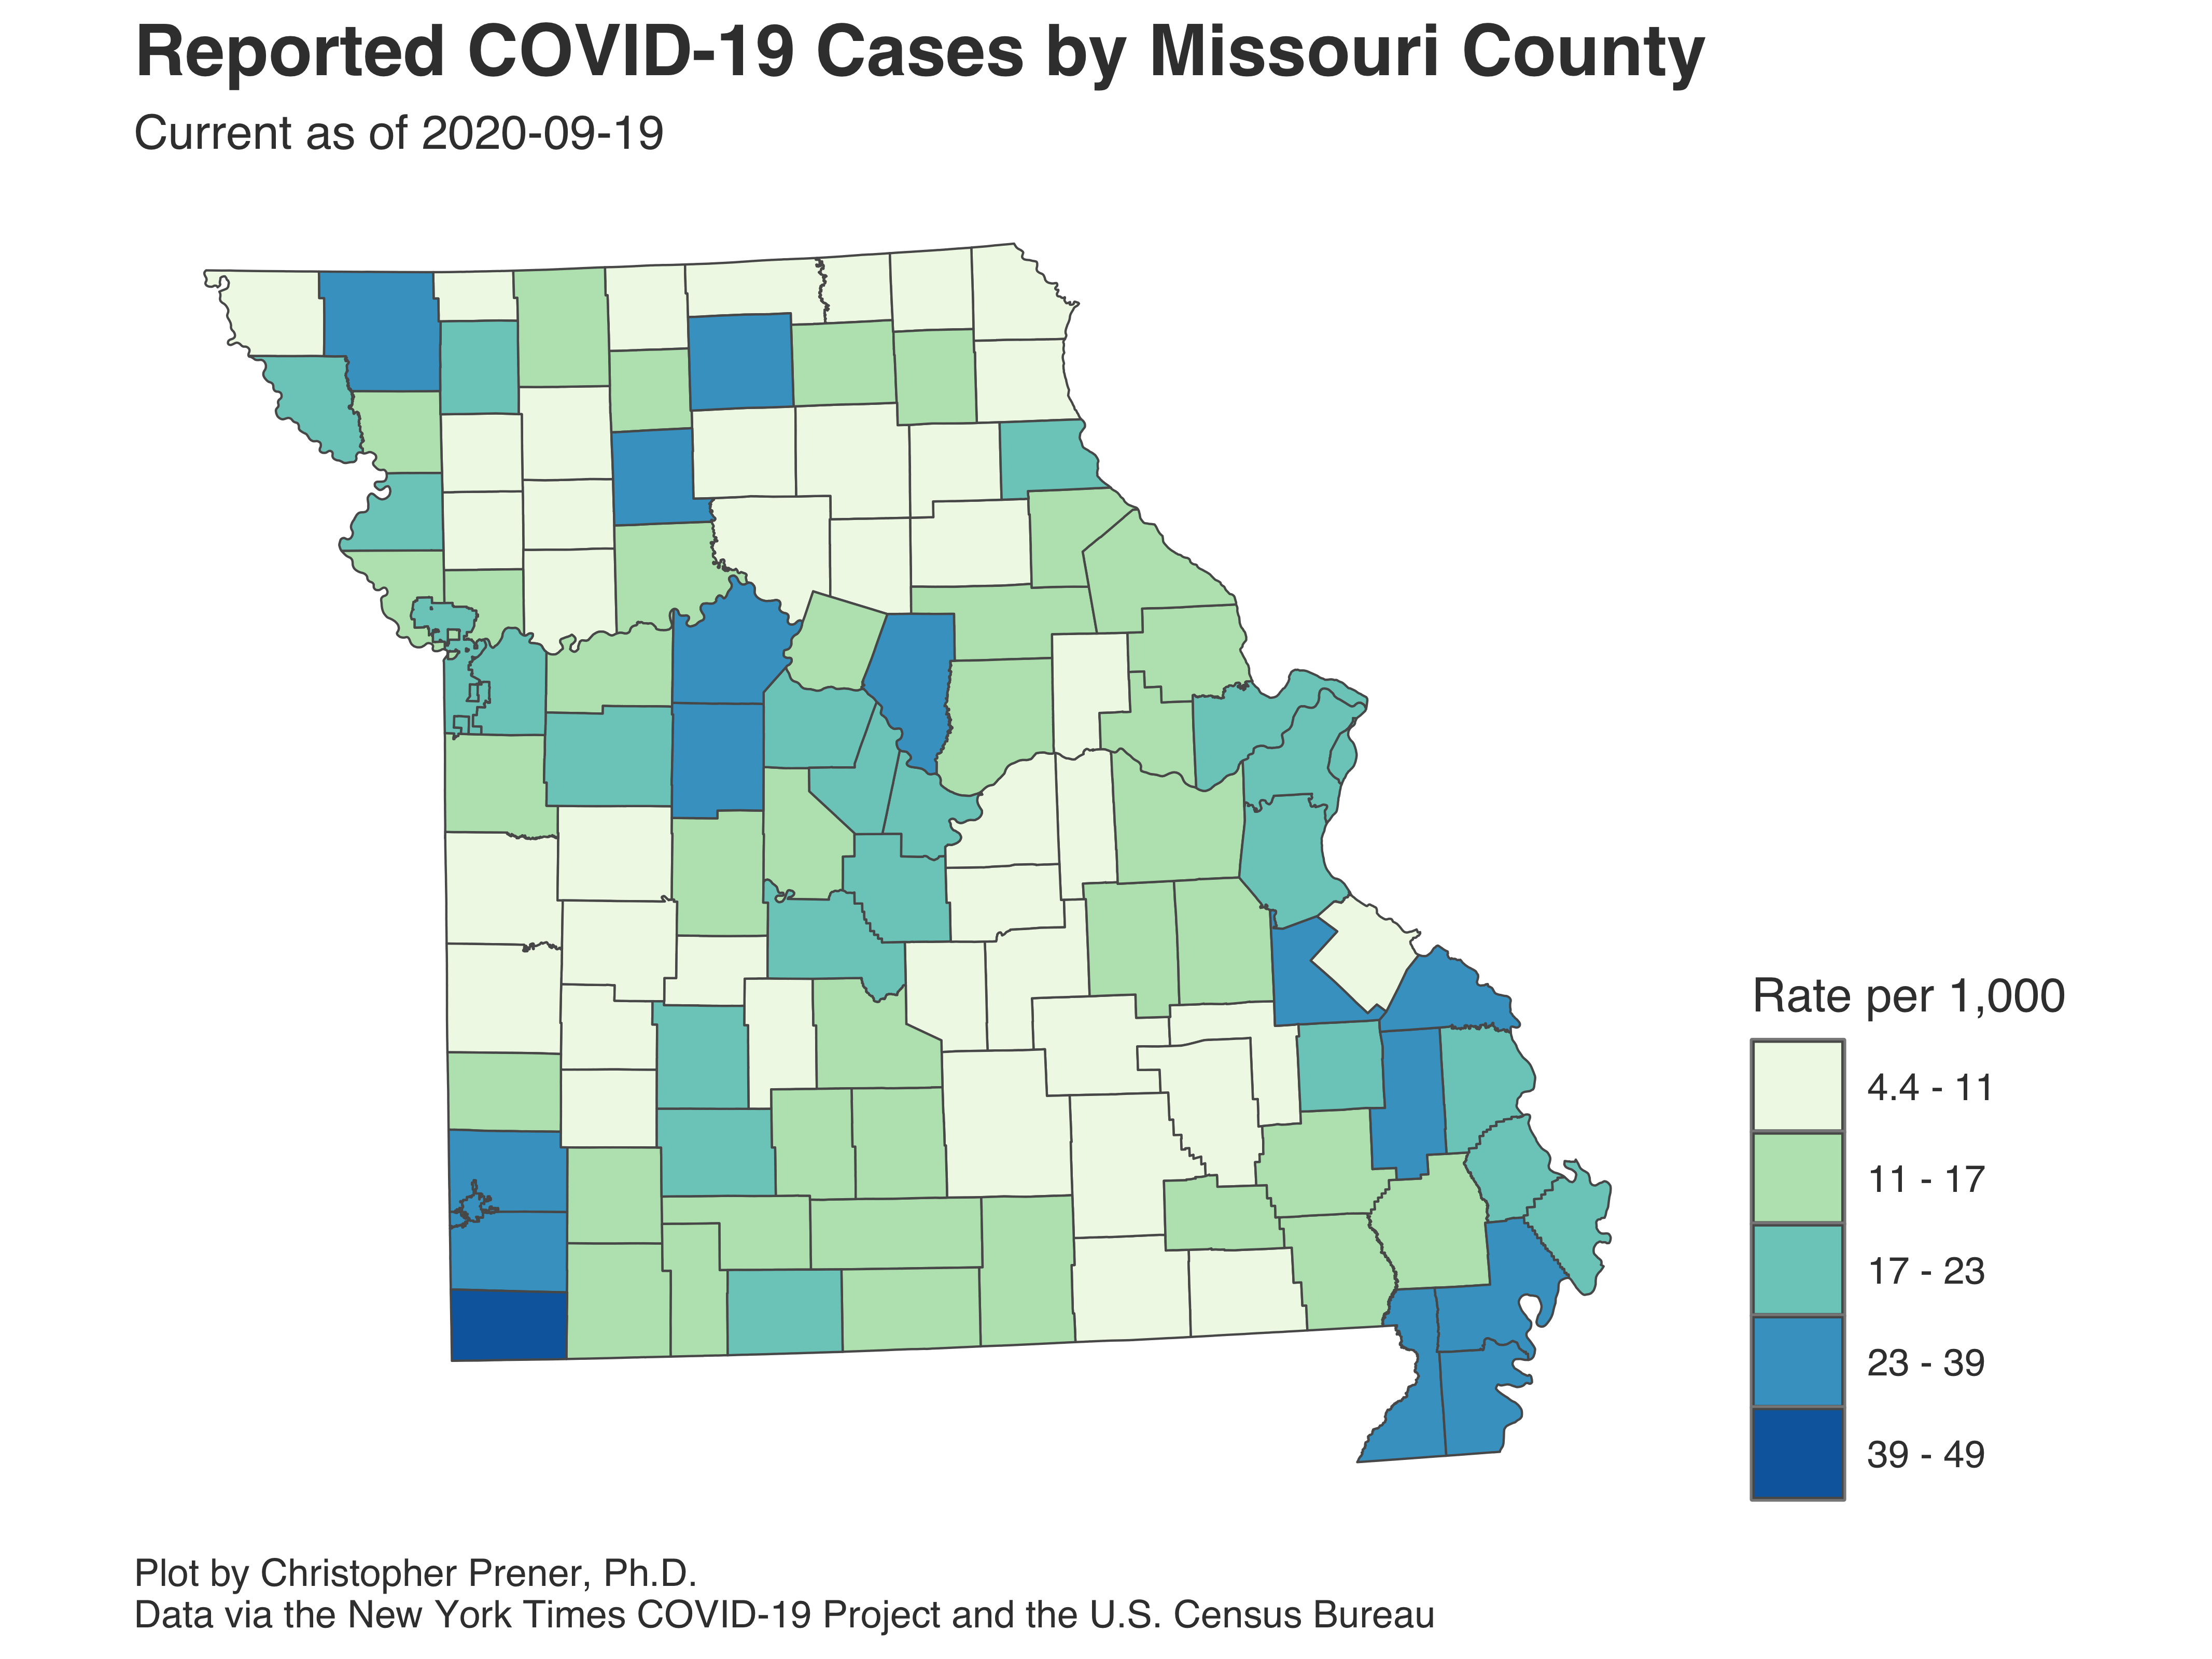 Reported COVID-19 Cases by Missouri County
Current as of 2020-09-19
Rate per 1,000
4.4 - 11
11 - 17
17 - 23
23 - 39
39 - 49
Plot by Christopher Prener, Ph.D.
Data via the New York Times COVID-19 Project and the U.S. Census Bureau